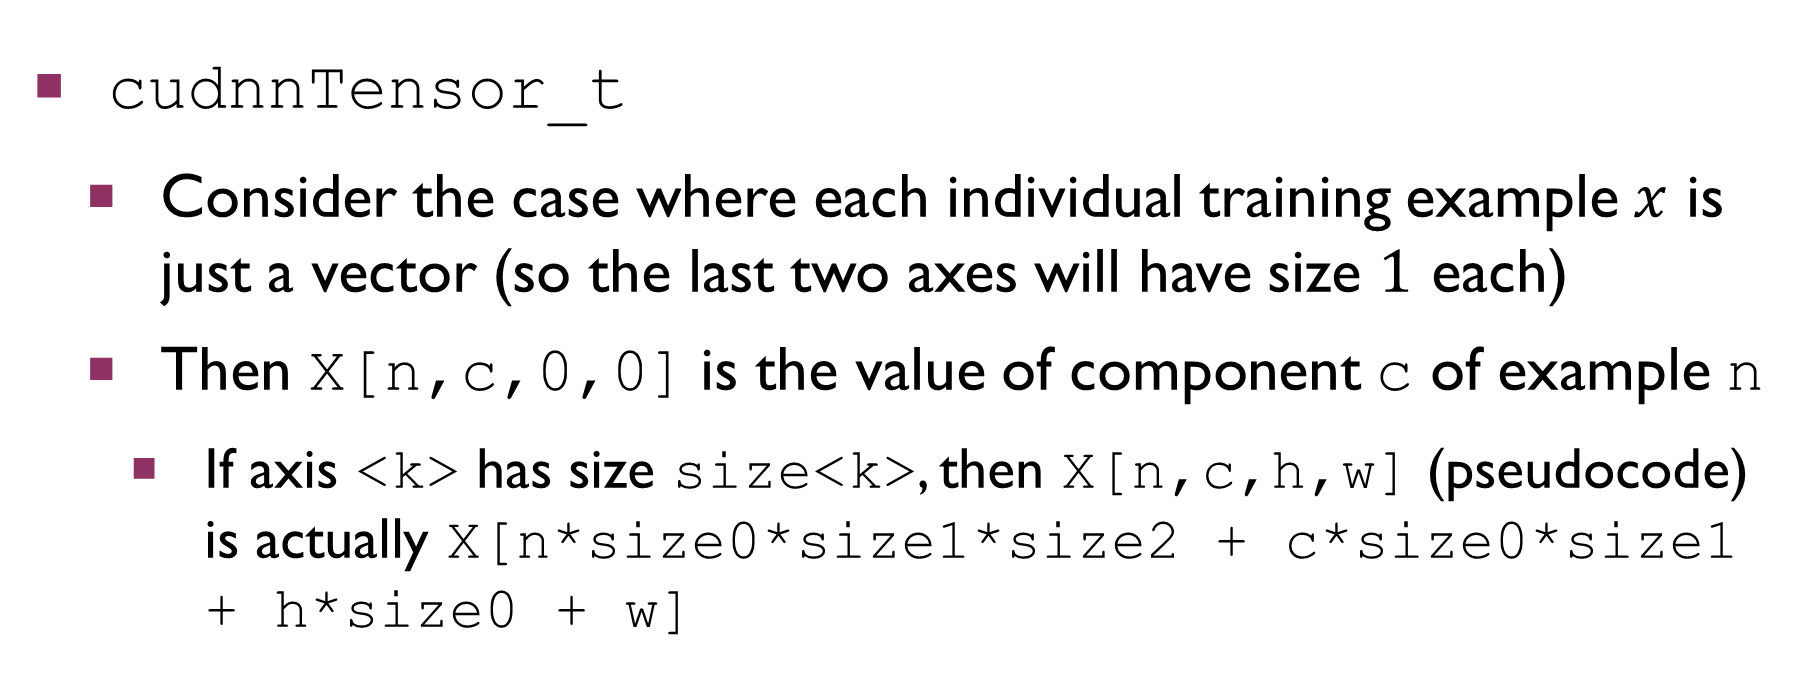 cudnnTensor_t
Consider the case where each individual training example x is
just a vector (so the last two axes will have size 1 each)
Then X[n,c,0,0] is the value of component c of example n
If axis <k> has size size<k>, then X[n,c,h,w] (pseudocode)
is actually X[n*size0*size1*size2 + c*size0*size1
+ h*size0 + w]